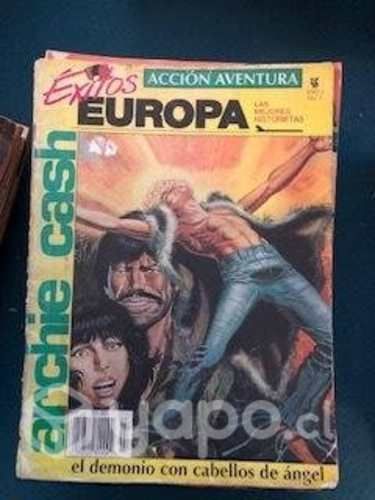 Éxitos
ACCIÓN AVENTURA
EUROPA
LAS
MEJORES
HISTORIETAS
archie cash
yapo.cl
el demonio con cabellos de ángel